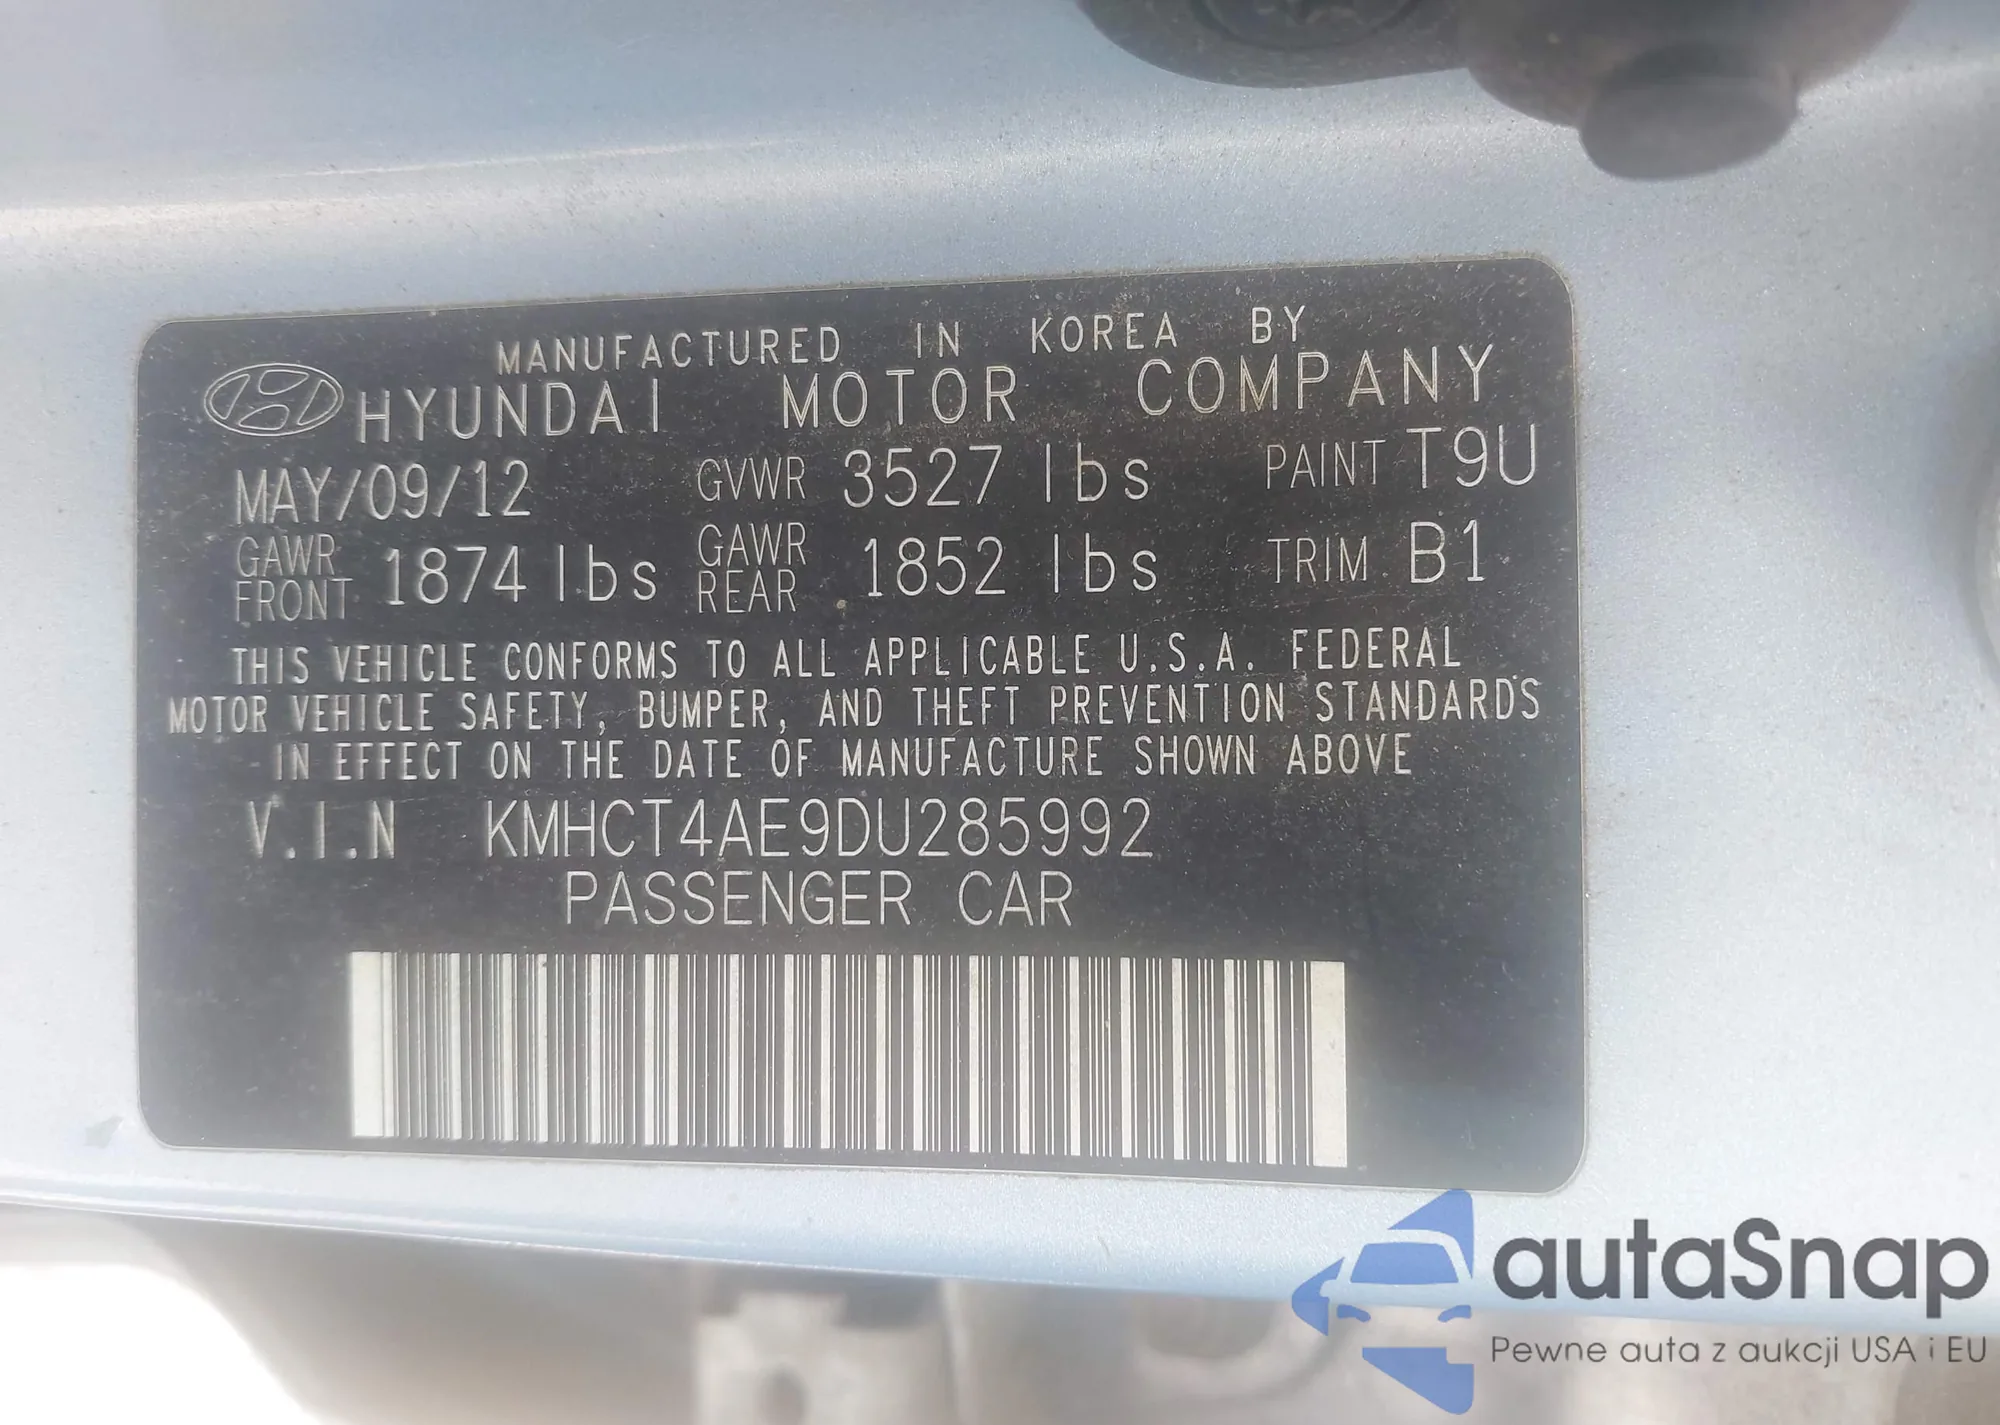 MANUFACTURED IN KOREA BY
HYUNDAI MOTOR COMPANY
MAY/09/12 GVWR 3527 lbs PAINT T9U
GAWR FRONT 1874 lbs GAWR REAR 1852 lbs TRIM B1
THIS VEHICLE CONFORMS TO ALL APPLICABLE U.S.A. FEDERAL
MOTOR VEHICLE SAFETY, BUMPER, AND THEFT PREVENTION STANDARDS
IN EFFECT ON THE DATE OF MANUFACTURE SHOWN ABOVE
V.I.N KMHCT4AE9DU285992
PASSENGER CAR
autaSnap
Pewne auta z aukcji USA i EU